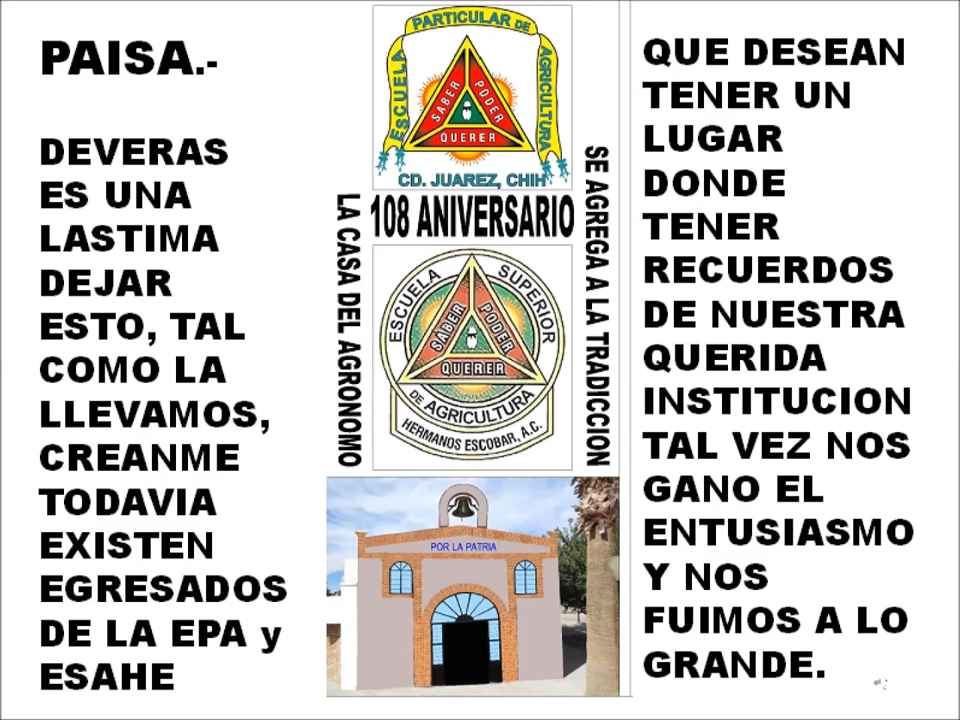 PAISA.-
DEVERAS
ES UNA
LASTIMA
DEJAR
ESTO, TAL
COMO LA
LLEVAMOS,
CREANME
TODAVIA
EXISTEN
EGRESADOS
DE LA EPA y
ESAHE
ESCUELA PARTICULAR DE AGRICULTURA
SABER PODER
QUERER
CD. JUAREZ, CHIH
108 ANIVERSARIO
LA CASA DEL AGRONOMO
SE AGREGA A LA TRADICCION
ESCUELA SUPERIOR
DE AGRICULTURA
SABER PODER
QUERER
HERMANOS ESCOBAR, A.C.
POR LA PATRIA
QUE DESEAN
TENER UN
LUGAR
DONDE
TENER
RECUERDOS
DE NUESTRA
QUERIDA
INSTITUCION
TAL VEZ NOS
GANO EL
ENTUSIASMO
Y NOS
FUIMOS A LO
GRANDE.